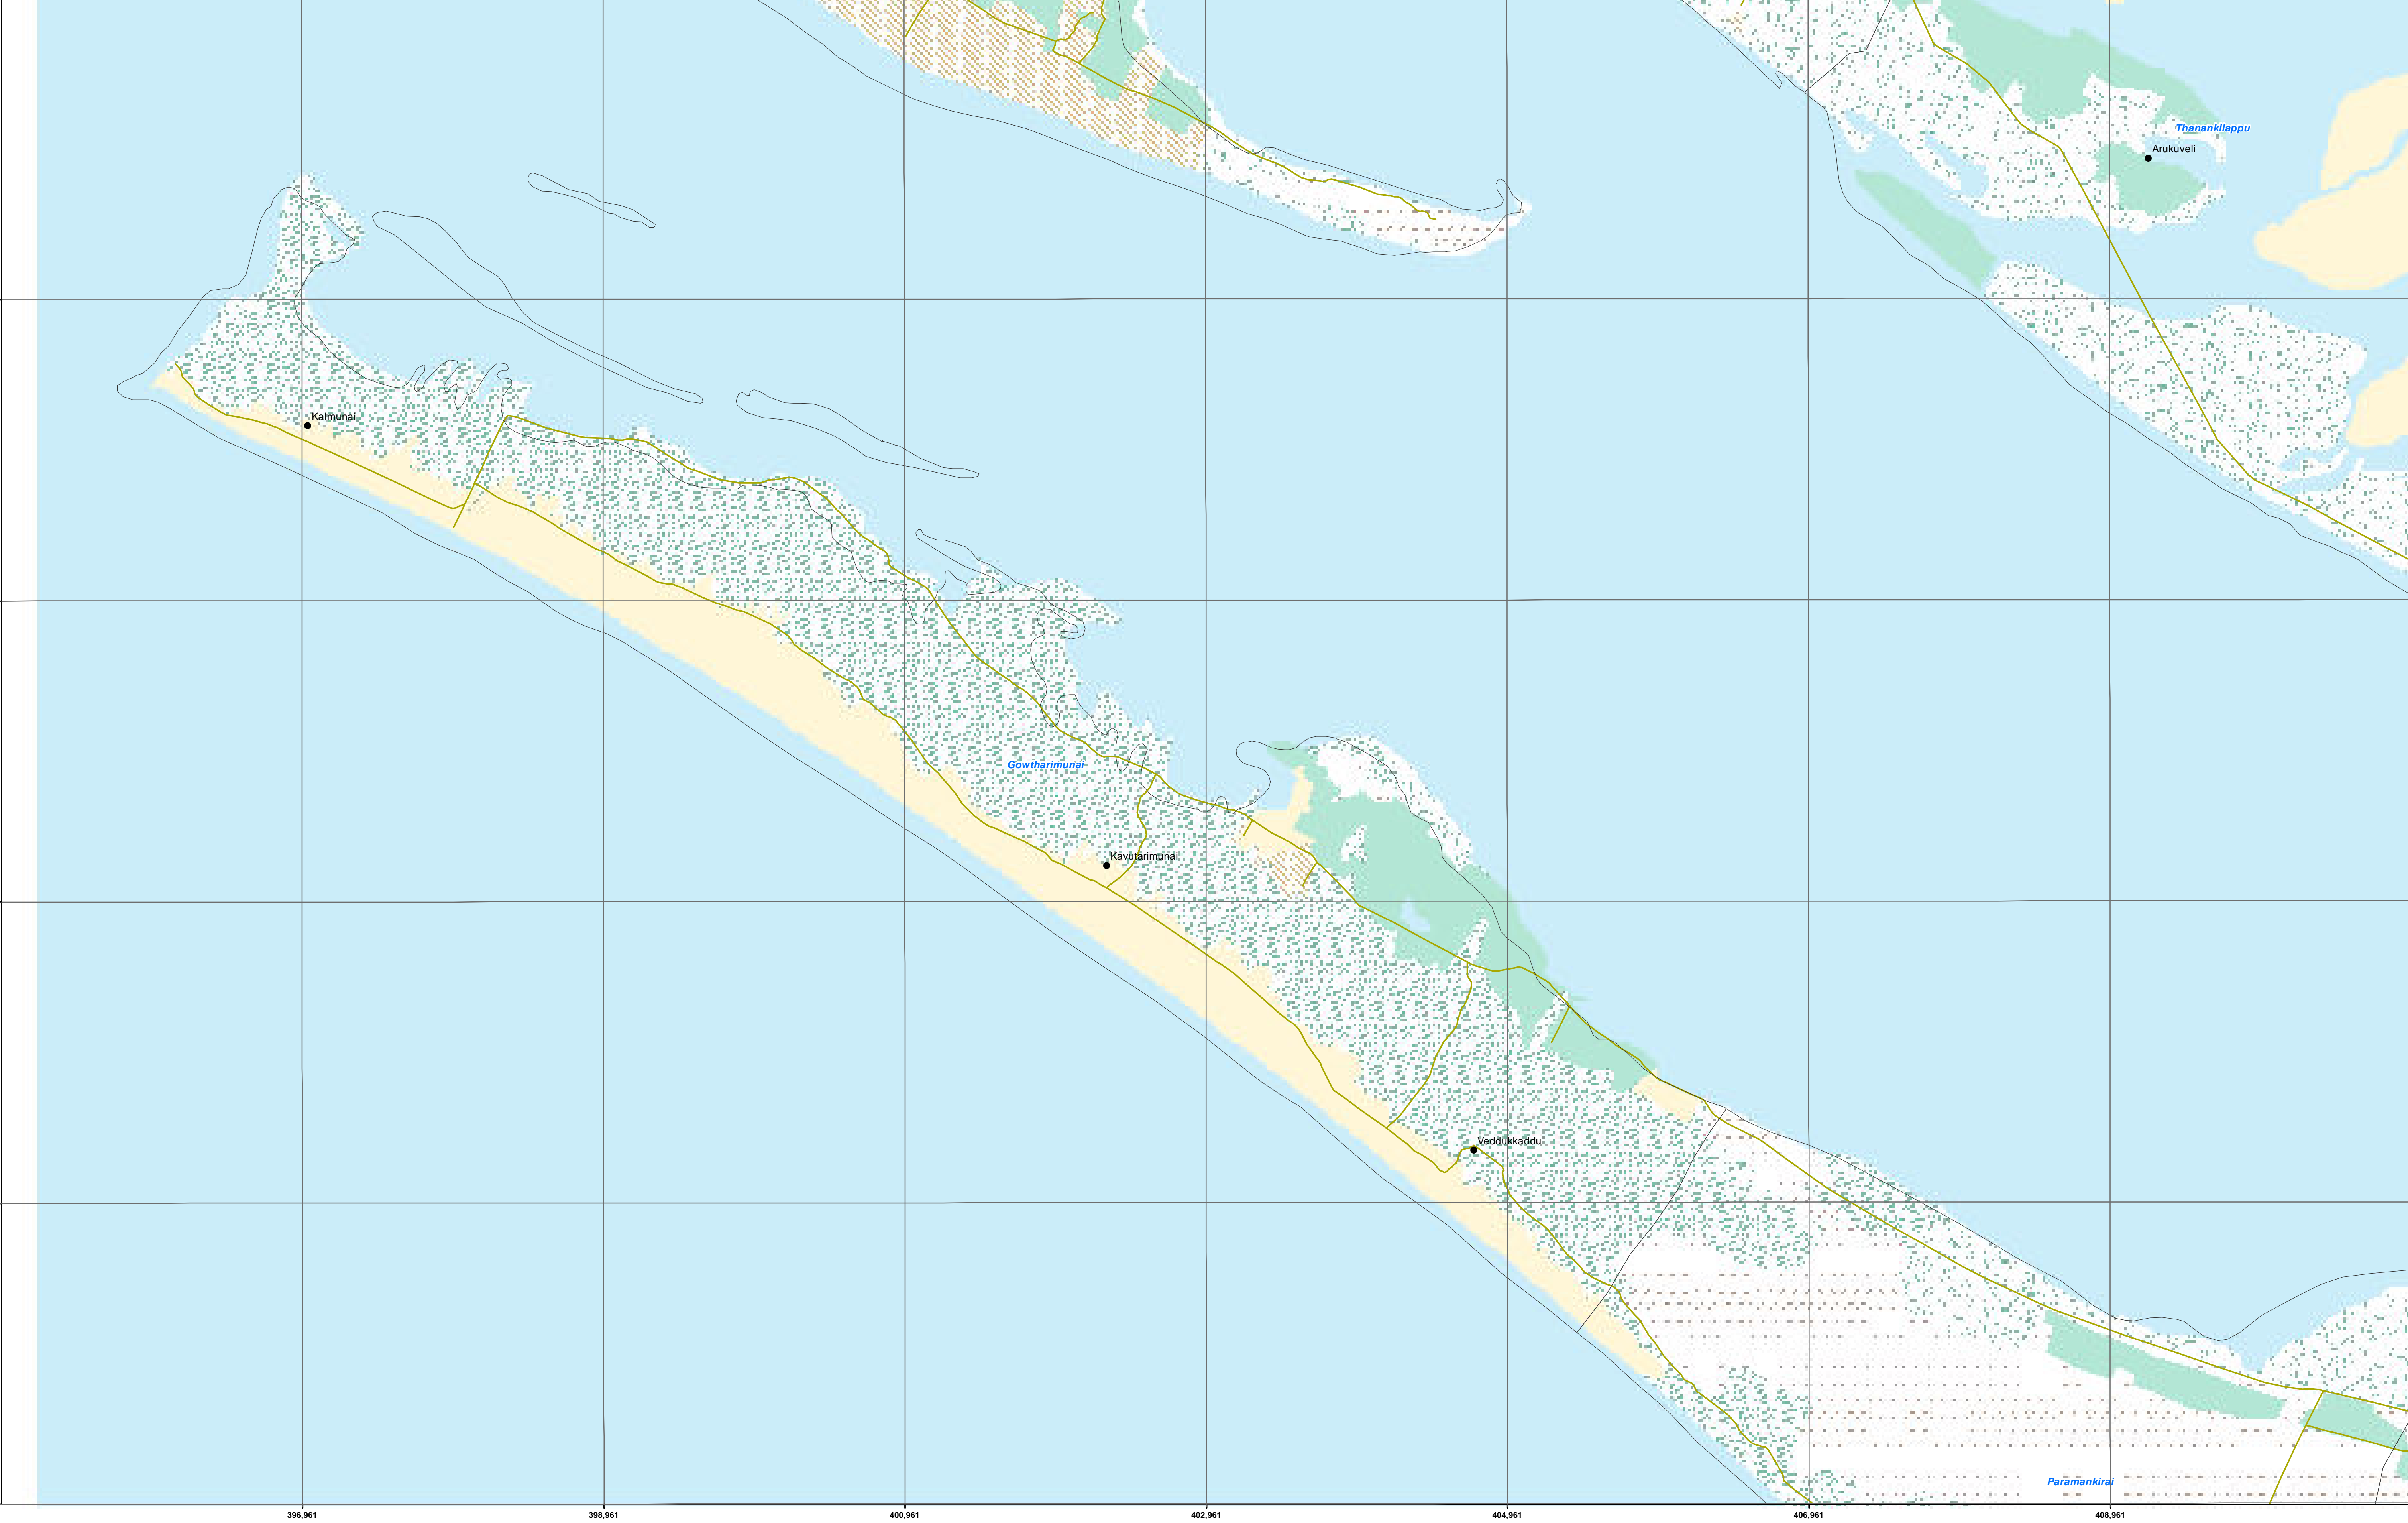 Thanankilappu
Arukuveli
Kalmunai
Gowtharimunai
Kavutarimunai
Veddukkaddu
Paramankirai
396,961 398,961 400,961 402,961 404,961 406,961 408,961